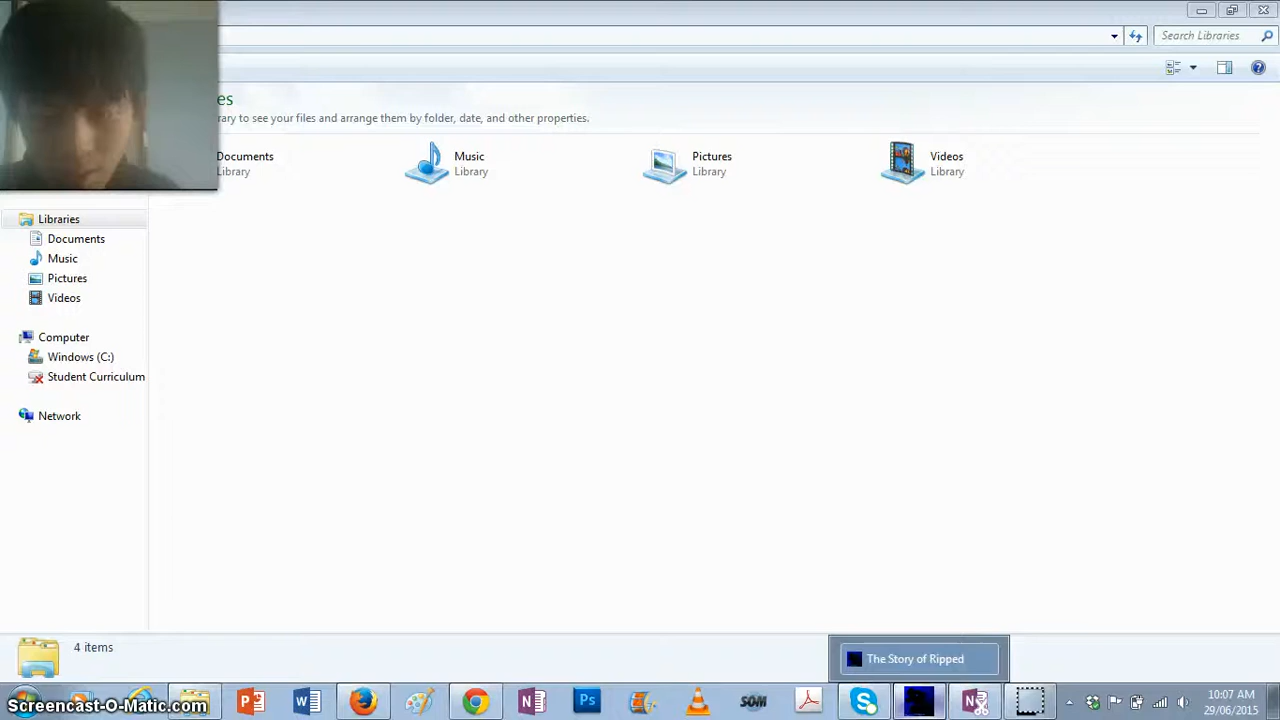 Search Libraries
es
rary to see your files and arrange them by folder, date, and other properties.
Documents
Library
Music
Library
Pictures
Library
Videos
Library
Libraries
Documents
Music
Pictures
Videos
Computer
Windows (C:)
Student Curriculum
Network
4 items
The Story of Ripped
Screencast-O-Matic.com
Ps
SOM
10:07 AM
29/06/2015